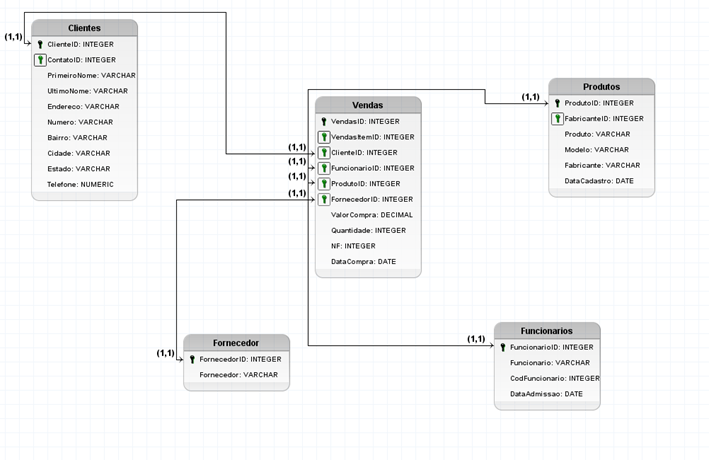 Clientes
(1,1)
ClienteID: INTEGER
ContatoID: INTEGER
PrimeiroNome: VARCHAR
UltimoNome: VARCHAR
Endereco: VARCHAR
Numero: VARCHAR
Bairro: VARCHAR
Cidade: VARCHAR
Estado: VARCHAR
Telefone: NUMERIC
Vendas
VendasID: INTEGER
VendasItemID: INTEGER
(1,1)
ClienteID: INTEGER
(1,1)
FuncionarioID: INTEGER
(1,1)
ProdutoID: INTEGER
(1,1)
FornecedorID: INTEGER
ValorCompra: DECIMAL
Quantidade: INTEGER
NF: INTEGER
DataCompra: DATE
Produtos
(1,1)
ProdutoID: INTEGER
FabricanteID: INTEGER
Produto: VARCHAR
Modelo: VARCHAR
Fabricante: VARCHAR
DataCadastro: DATE
Fornecedor
(1,1)
FornecedorID: INTEGER
Fornecedor: VARCHAR
Funcionarios
(1,1)
FuncionarioID: INTEGER
Funcionario: VARCHAR
CodFuncionario: INTEGER
DataAdmissao: DATE